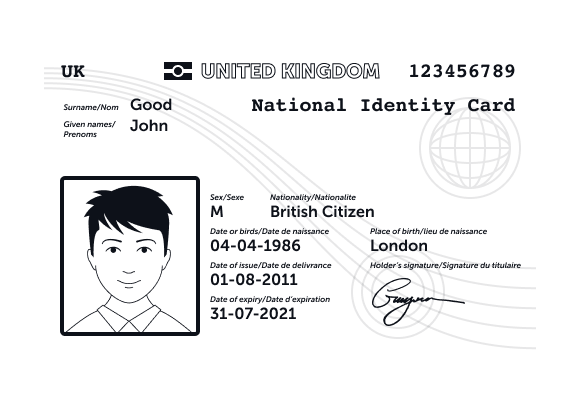 UK UNITED KINGDOM 123456789
Surname/Nom Good National Identity Card
Given names/ Prenoms John
Sex/Sexe Nationality/Nationalite
M British Citizen
Date or birds/Date de naissance Place of birth/lieu de naissance
04-04-1986 London
Date of issue/Date de delivrance Holder's signature/Signature du titulaire
01-08-2011
Date of expiry/Date d'expiration
31-07-2021